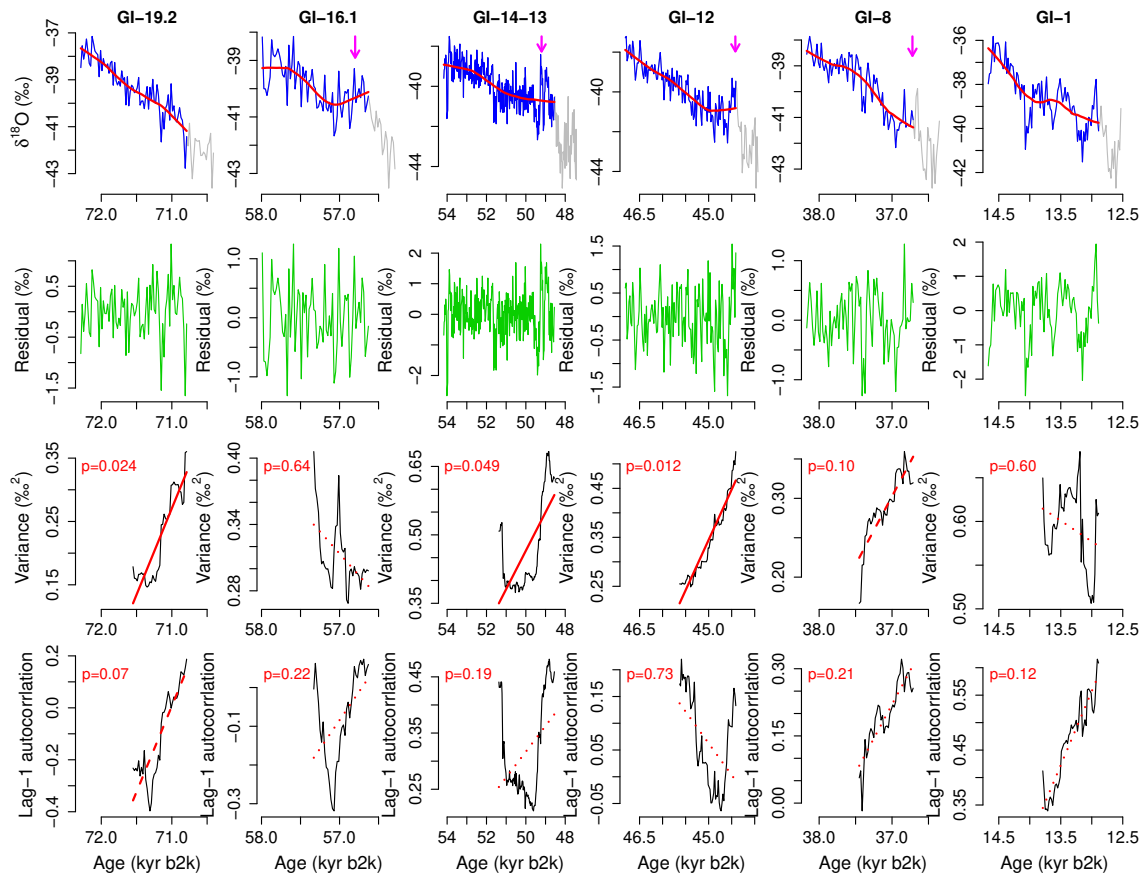 GI−19.2
GI−16.1
GI−14−13
GI−12
GI−8
GI−1
δ18O (‰)
−37
−39
−41
−43
72.0 71.0
−39
−41
−43
58.0 57.0
−40
−44
54 52 50 48
−40
−44
46.5 45.0
−39
−41
−43
38.0 37.0
−36
−38
−39
−40
−42
14.5 13.5 12.5
Residual (‰)
0.5
−0.5
−1.5
72.0 71.0
Residual (‰)
1.0
0.0
−1.0
58.0 57.0
Residual (‰)
2
1
0
−2
54 52 50 48
Residual (‰)
1.5
0.5
−0.5
−1.5
46.5 45.0
Residual (‰)
1.0
0.0
−1.0
38.0 37.0
Residual (‰)
2
1
0
−1
−2
14.5 13.5 12.5
Variance (‰2)
0.35
0.25
0.15
p=0.024
72.0 71.0
Variance (‰2)
0.40
0.34
0.28
p=0.64
58.0 57.0
Variance (‰2)
0.65
0.50
0.35
p=0.049
54 52 50 48
Variance (‰2)
0.45
0.35
0.25
p=0.012
46.5 45.0
Variance (‰2)
0.30
0.20
p=0.10
38.0 37.0
Variance (‰2)
0.60
0.50
p=0.60
14.5 13.5 12.5
Lag−1 autocorrlation
0.2
0.0
−0.2
−0.4
p=0.07
72.0 71.0
Age (kyr b2k)
Lag−1 autocorrlation
−0.1
−0.3
p=0.22
58.0 57.0
Age (kyr b2k)
Lag−1 autocorrlation
0.45
0.35
0.25
p=0.19
54 52 50 48
Age (kyr b2k)
Lag−1 autocorrlation
0.15
0.05
−0.05
p=0.73
46.5 45.0
Age (kyr b2k)
Lag−1 autocorrlation
0.30
0.20
0.10
0.00
p=0.21
38.0 37.0
Age (kyr b2k)
Lag−1 autocorrlation
0.55
0.45
0.35
p=0.12
14.5 13.5 12.5
Age (kyr b2k)